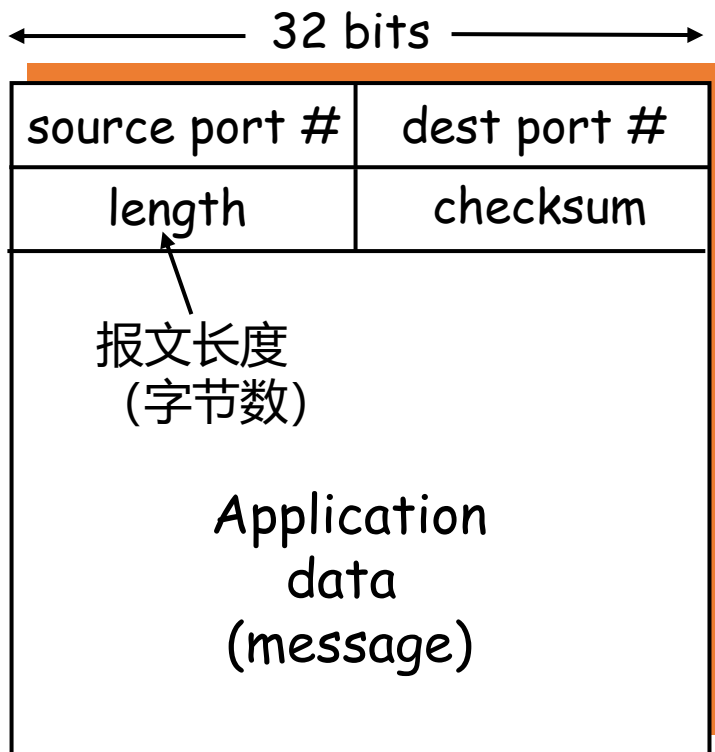 32 bits
source port # dest port #
length checksum
报文长度
(字节数)
Application
data
(message)